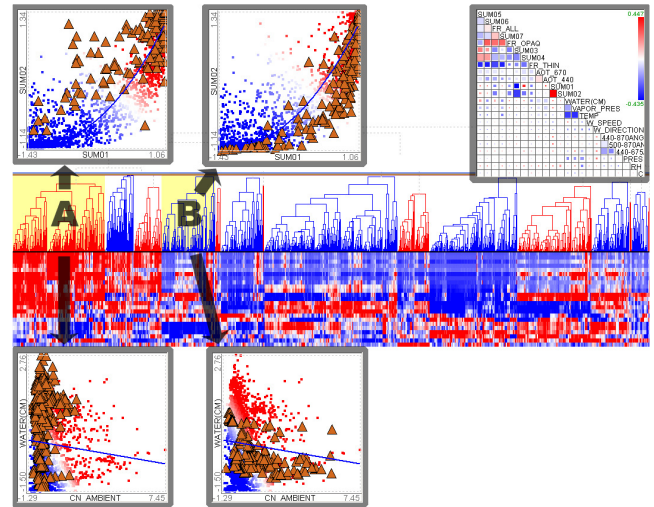 1.34
SUM02
-1.14
-1.43
SUM01
1.06
1.34
SUM02
-1.14
-1.43
SUM01
1.06
SUM05
SUM06
FR_ALL
SUM07
FR_OPAQ
SUM03
SUM04
FR_THIN
AOT_670
AOT_440
SUM01
SUM02
WATER(CM)
VAPOR_PRES
TEMP
W_SPEED
W_DIRECTION
440-870ANG
500-870AN
440-675
PRES
RH
C
0.447
-0.435
A
B
2.76
WATER(CM)
-1.50
-1.29
CN_AMBIENT
7.45
2.76
WATER(CM)
-1.50
-1.29
CN_AMBIENT
7.45